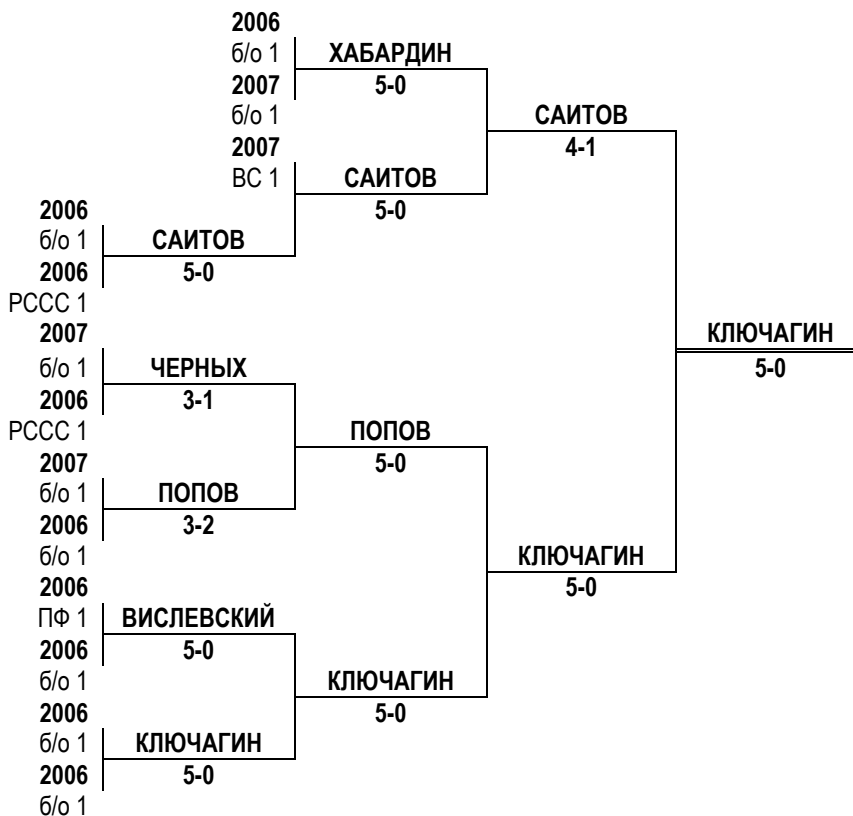 2006
б/о 1 ХАБАРДИН
2007 5-0
б/о 1 САИТОВ
2007 4-1
ВС 1 САИТОВ
2006 5-0
б/о 1 САИТОВ
2006 5-0
РССС 1
2007 КЛЮЧАГИН
б/о 1 ЧЕРНЫХ 5-0
2006 3-1
РССС 1 ПОПОВ
2007 5-0
б/о 1 ПОПОВ
2006 3-2
б/о 1 КЛЮЧАГИН
2006 5-0
ПФ 1 ВИСЛЕВСКИЙ
2006 5-0
б/о 1 КЛЮЧАГИН
2006 5-0
б/о 1 КЛЮЧАГИН
2006 5-0
б/о 1